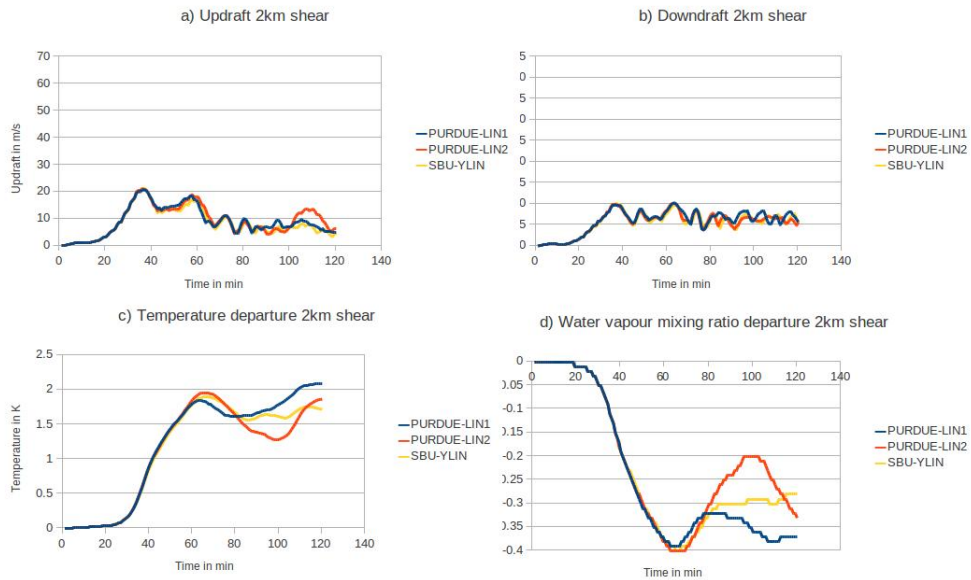 a) Updraft 2km shear
70
60
50
40
30
20
10
0
Updraft in m/s
0 20 40 60 80 100 120 140
Time in min
PURDUE-LIN1
PURDUE-LIN2
SBU-YLIN
b) Downdraft 2km shear
5
0
5
0
5
0
5
0
5
0
0 20 40 60 80 100 120 140
Time in min
PURDUE-LIN1
PURDUE-LIN2
SBU-YLIN
c) Temperature departure 2km shear
2.5
2
1.5
1
0.5
0
Temperature in K
0 20 40 60 80 100 120 140
Time in min
PURDUE-LIN1
PURDUE-LIN2
SBU-YLIN
d) Water vapour mixing ratio departure 2km shear
0
0.05
-0.1
0.15
-0.2
0.25
-0.3
0.35
-0.4
0 20 40 60 80 100 120 140
Time in min
PURDUE-LIN1
PURDUE-LIN2
SBU-YLIN